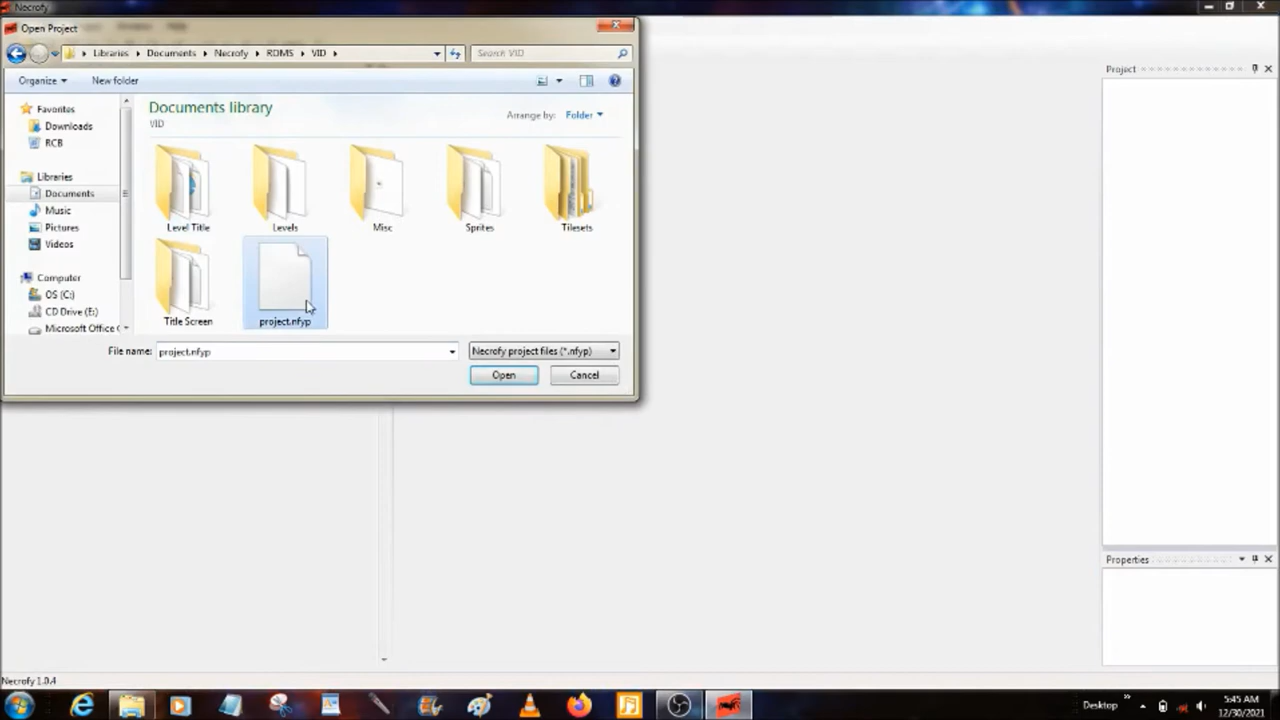 Necrofy
Open Project
Libraries Documents Necrofy RDMS VID
Search VID
Organize New folder
Documents library
VID
Arrange by: Folder
Favorites
Downloads
RCB
Libraries
Documents
Music
Pictures
Videos
Computer
OS (C:)
CD Drive (E:)
Microsoft Office
Level Title Levels Misc Sprites Tilesets
Title Screen project.nfyp
File name: project.nfyp
Necrofy project files (*.nfyp)
Open Cancel
Project
Properties
Necrofy 1.0.4
Desktop
5:45 AM
12/30/2021